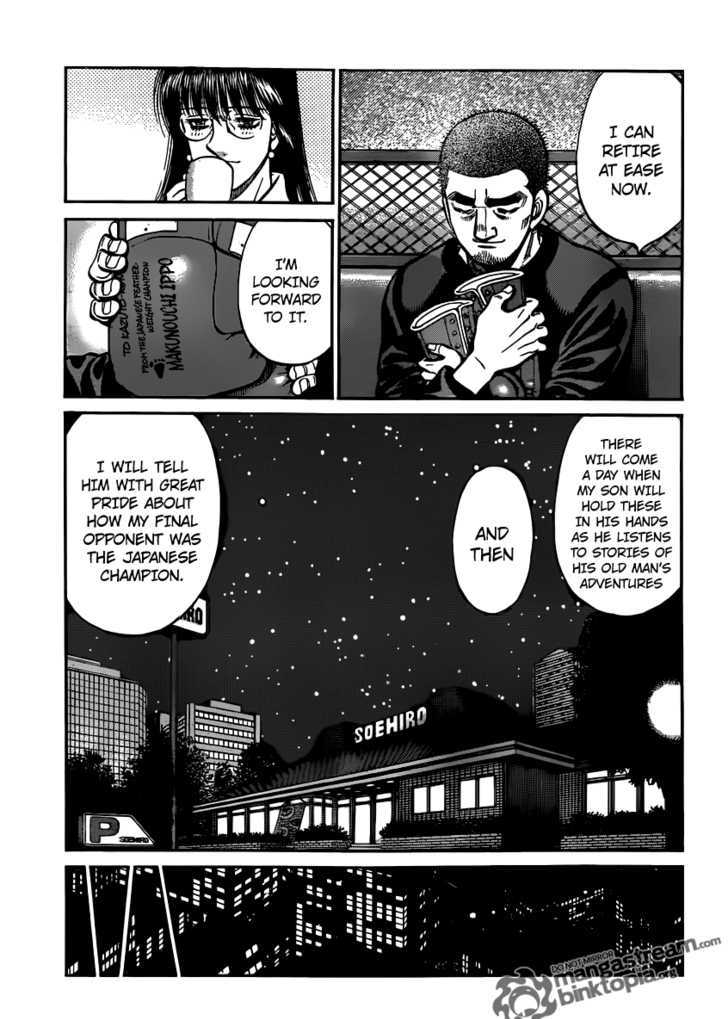 I CAN
RETIRE
AT EASE
NOW.
I'M
LOOKING
FORWARD
TO IT.
TO KAZUTO
FROM THE JAPANESE FEATHER-
WEIGHT CHAMPION
MAKUNOUCHI IPPO
THERE
WILL COME
A DAY WHEN
MY SON WILL
HOLD THESE
IN HIS HANDS
AS HE LISTENS
TO STORIES OF
HIS OLD MAN'S
ADVENTURES
AND
THEN
I WILL TELL
HIM WITH GREAT
PRIDE ABOUT
HOW MY FINAL
OPPONENT WAS
THE JAPANESE
CHAMPION.
SOEHIRO
P
SOEHIRO
DO NOT MIRROR
mangastream.com
binktopia.org